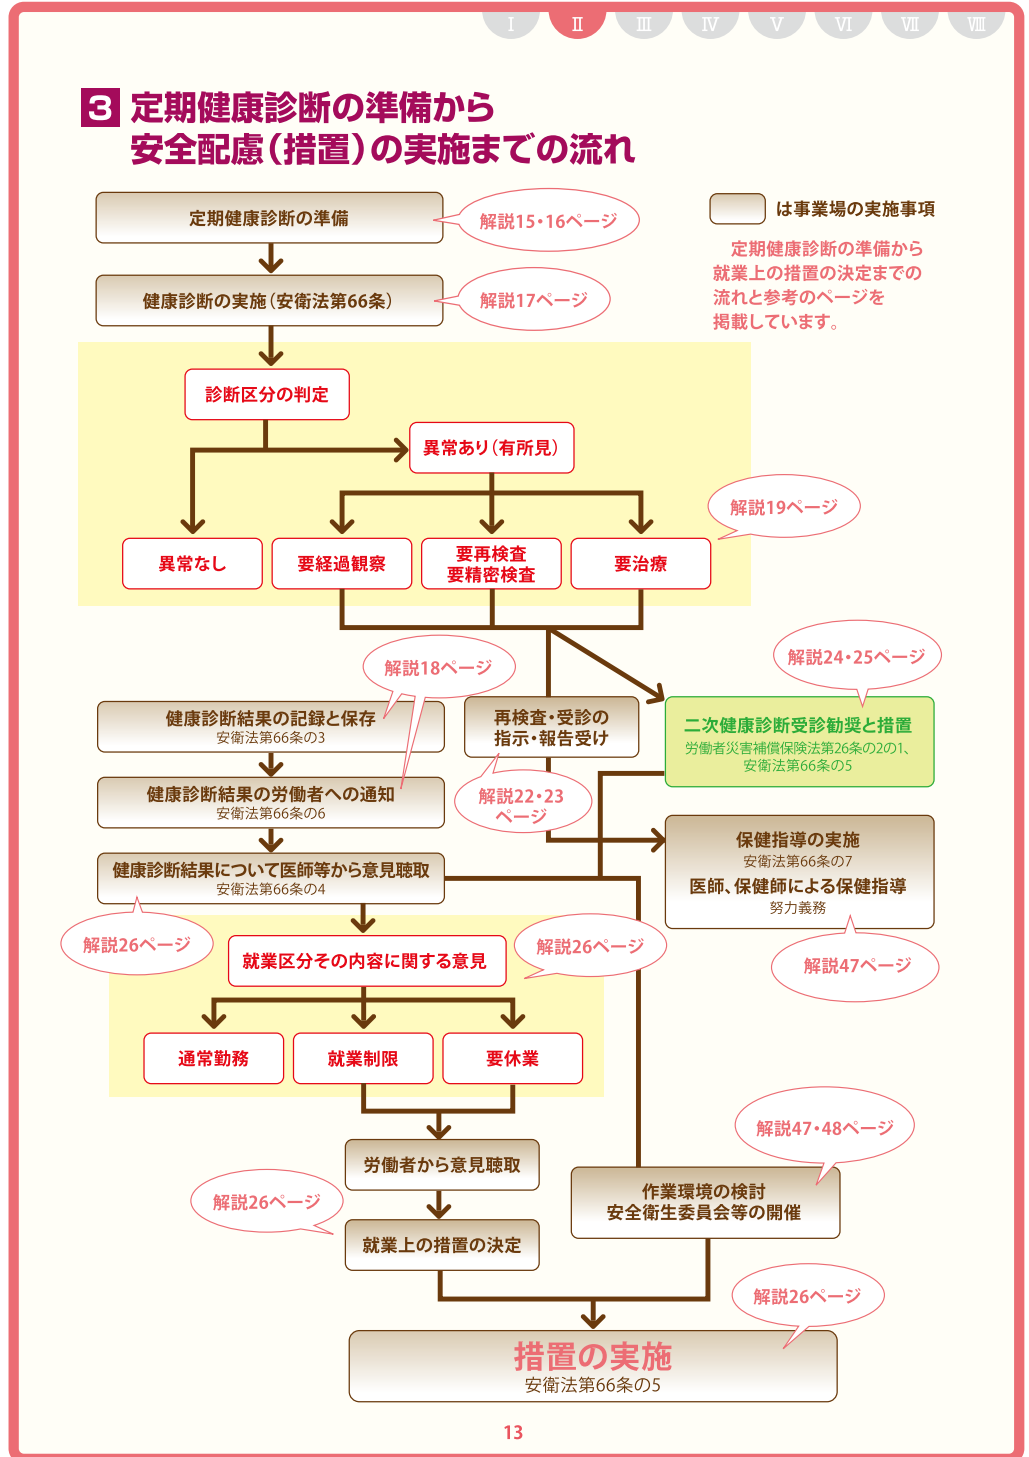 Ⅰ Ⅱ Ⅲ Ⅳ Ⅴ Ⅵ Ⅶ Ⅷ
3 定期健康診断の準備から
安全配慮（措置）の実施までの流れ
定期健康診断の準備
解説15・16ページ
は事業場の実施事項
定期健康診断の準備から
就業上の措置の決定までの
流れと参考のページを
掲載しています。
健康診断の実施（安衛法第66条）
解説17ページ
診断区分の判定
異常あり（有所見）
解説19ページ
異常なし
要経過観察
要再検査
要精密検査
要治療
解説18ページ
解説24・25ページ
健康診断結果の記録と保存
安衛法第66条の3
再検査・受診の
指示・報告受け
二次健康診断受診勧奨と措置
労働者災害補償保険法第26条の2の1、
安衛法第66条の5
健康診断結果の労働者への通知
安衛法第66条の6
解説22・23
ページ
保健指導の実施
安衛法第66条の7
医師、保健師による保健指導
努力義務
健康診断結果について医師等から意見聴取
安衛法第66条の4
解説26ページ
就業区分その内容に関する意見
解説26ページ
解説47ページ
通常勤務
就業制限
要休業
解説47・48ページ
労働者から意見聴取
作業環境の検討
安全衛生委員会等の開催
解説26ページ
就業上の措置の決定
解説26ページ
措置の実施
安衛法第66条の5
13